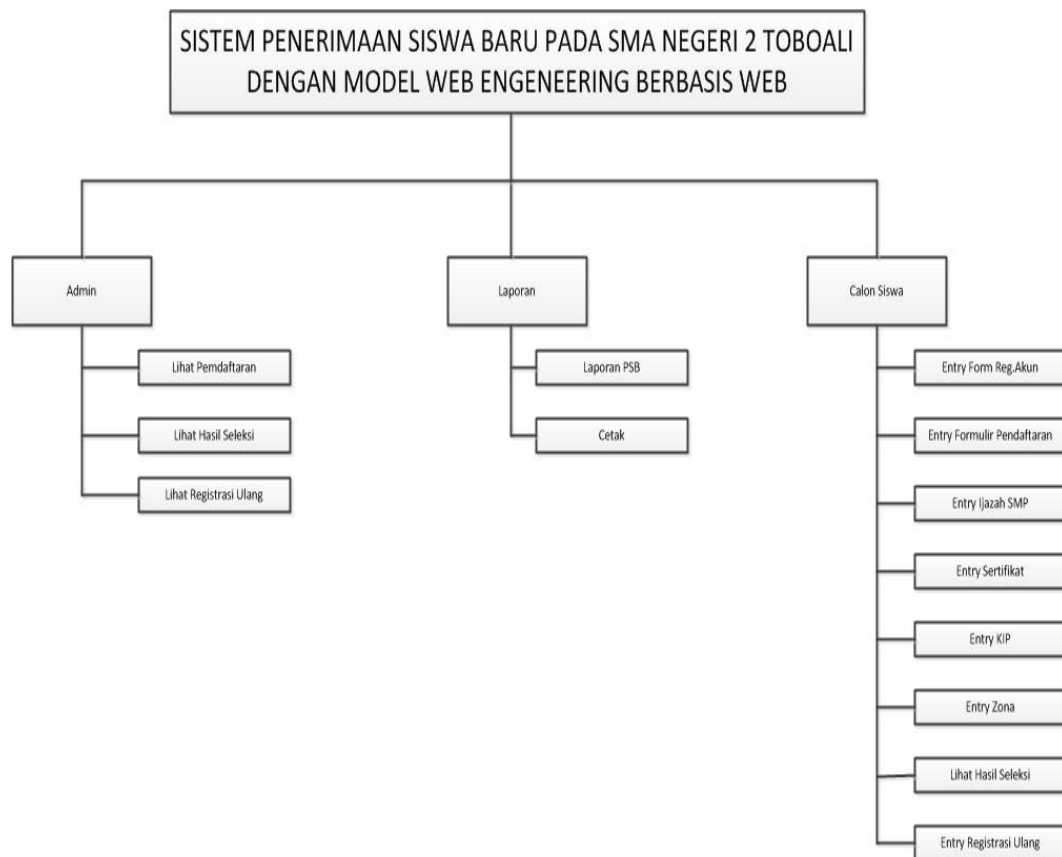 SISTEM PENERIMAAN SISWA BARU PADA SMA NEGERI 2 TOBOALI
DENGAN MODEL WEB ENGENEERING BERBASIS WEB
Admin
Lihat Pemdaftaran
Lihat Hasil Seleksi
Lihat Registrasi Ulang
Laporan
Laporan PSB
Cetak
Calon Siswa
Entry Form Reg.Akun
Entry Formulir Pendaftaran
Entry Ijazah SMP
Entry Sertifikat
Entry KIP
Entry Zona
Lihat Hasil Seleksi
Entry Registrasi Ulang